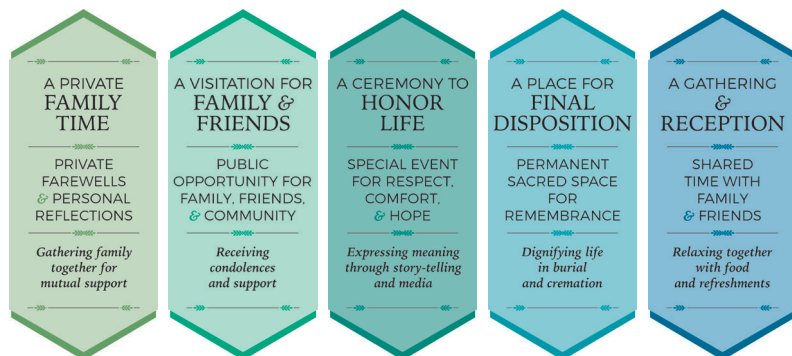 A PRIVATE
FAMILY
TIME
PRIVATE
FAREWELLS
& PERSONAL
REFLECTIONS
Gathering family
together for
mutual support
A VISITATION FOR
FAMILY &
FRIENDS
PUBLIC
OPPORTUNITY FOR
FAMILY, FRIENDS,
& COMMUNITY
Receiving
condolences
and support
A CEREMONY TO
HONOR
LIFE
SPECIAL EVENT
FOR RESPECT,
COMFORT,
& HOPE
Expressing meaning
through story-telling
and media
A PLACE FOR
FINAL
DISPOSITION
PERMANENT
SACRED SPACE
FOR
REMEMBRANCE
Dignifying life
in burial
and cremation
A GATHERING
&
RECEPTION
SHARED
TIME WITH
FAMILY
& FRIENDS
Relaxing together
with food
and refreshments